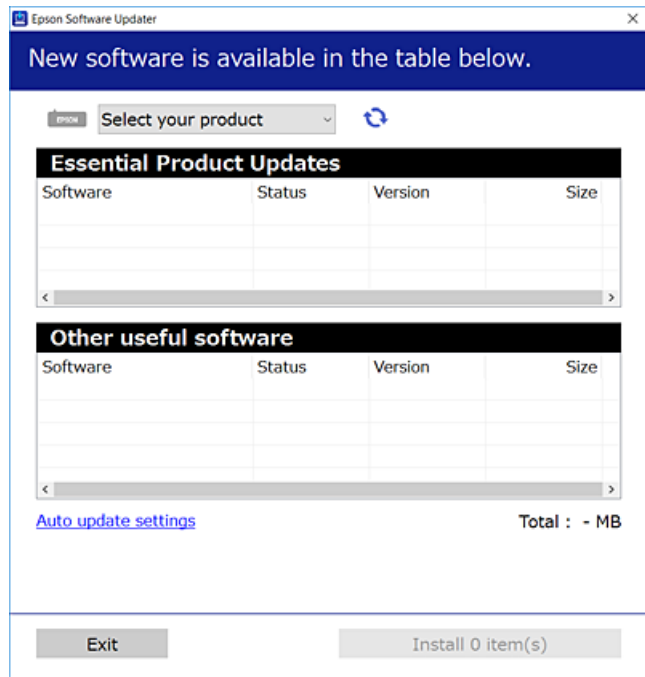 Epson Software Updater
New software is available in the table below.
EPSON Select your product
Essential Product Updates
Software Status Version Size
Other useful software
Software Status Version Size
Auto update settings Total : - MB
Exit Install 0 item(s)